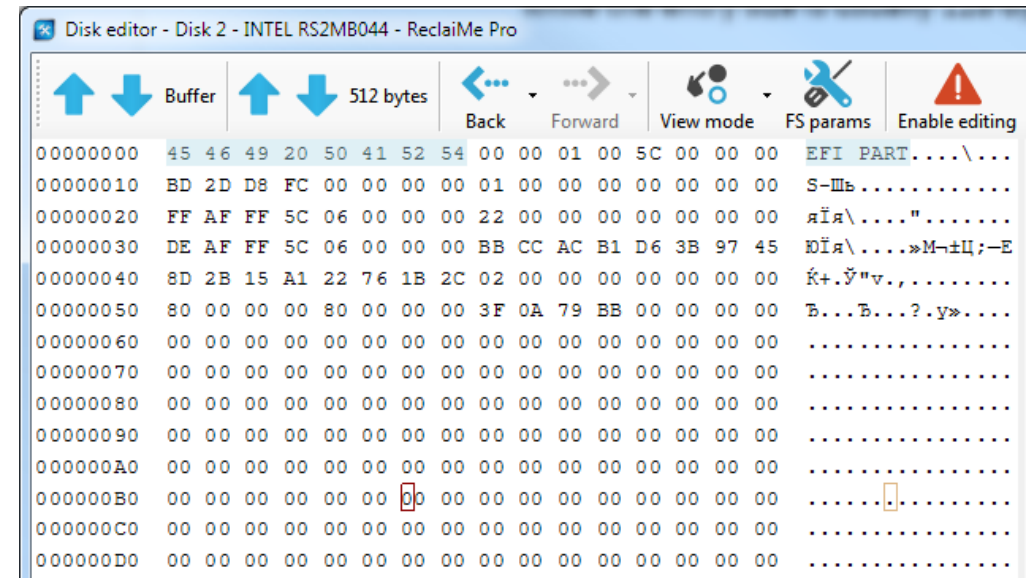 Disk editor - Disk 2 - INTEL RS2MB044 - ReclaiMe Pro
Buffer 512 bytes Back Forward View mode FS params Enable editing
00000000 45 46 49 20 50 41 52 54 00 00 01 00 5C 00 00 00 EFI PART....\...
00000010 BD 2D D8 FC 00 00 00 00 01 00 00 00 00 00 00 00 Ѕ-Шь............
00000020 FF AF FF 5C 06 00 00 00 22 00 00 00 00 00 00 00 яЇя\....".......
00000030 DE AF FF 5C 06 00 00 00 BB CC AC B1 D6 3B 97 45 ЮЇя\....»М¬±Ц;—E
00000040 8D 2B 15 A1 22 76 1B 2C 02 00 00 00 00 00 00 00 Ќ+.Ў"v.,........
00000050 80 00 00 00 80 00 00 00 3F 0A 79 BB 00 00 00 00 Ђ...Ђ...?.y»....
00000060 00 00 00 00 00 00 00 00 00 00 00 00 00 00 00 00 ................
00000070 00 00 00 00 00 00 00 00 00 00 00 00 00 00 00 00 ................
00000080 00 00 00 00 00 00 00 00 00 00 00 00 00 00 00 00 ................
00000090 00 00 00 00 00 00 00 00 00 00 00 00 00 00 00 00 ................
000000A0 00 00 00 00 00 00 00 00 00 00 00 00 00 00 00 00 ................
000000B0 00 00 00 00 00 00 00 00 00 00 00 00 00 00 00 00 ................
000000C0 00 00 00 00 00 00 00 00 00 00 00 00 00 00 00 00 ................
000000D0 00 00 00 00 00 00 00 00 00 00 00 00 00 00 00 00 ................